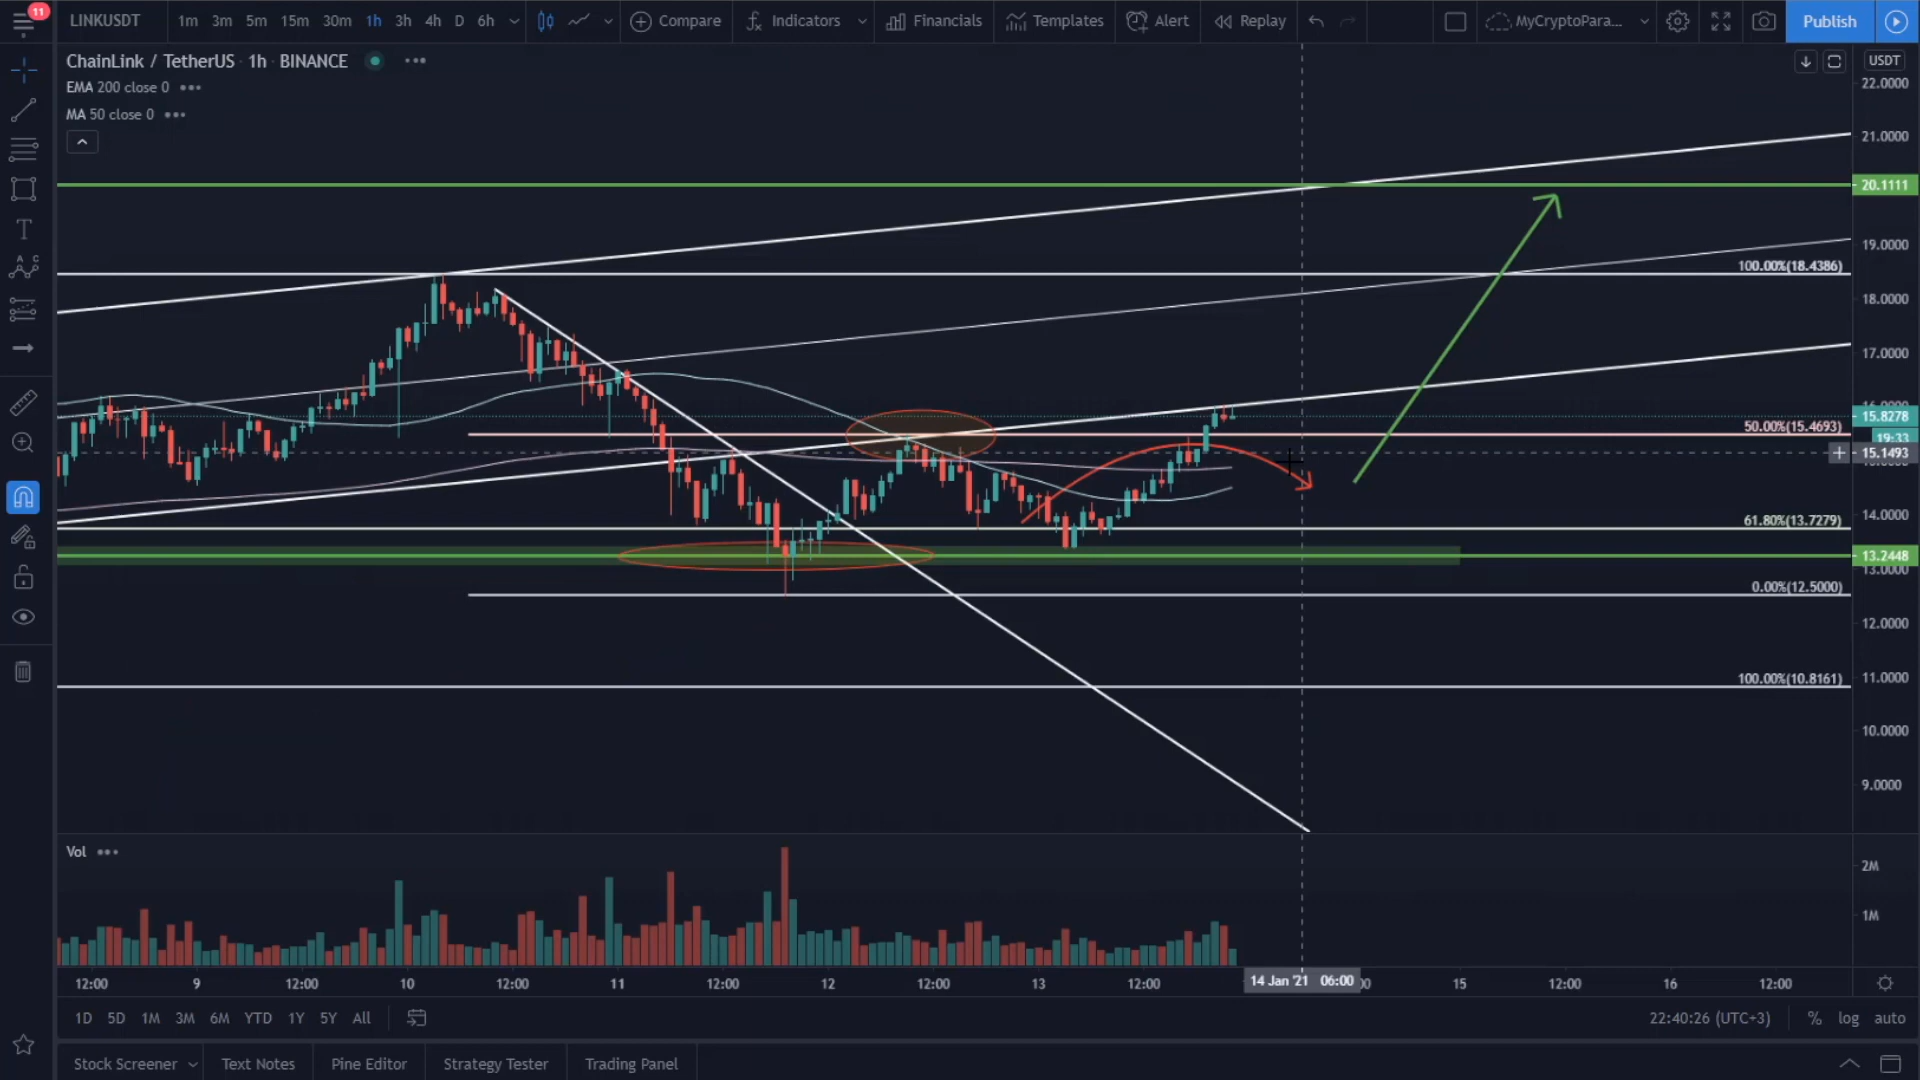 11
LINKUSDT 1m 3m 5m 15m 30m 1h 3h 4h D 6h Compare Indicators Financials Templates Alert Replay MyCryptoPara... Publish
ChainLink / TetherUS · 1h · BINANCE
USDT
EMA 200 close 0
MA 50 close 0
A C
T
22.0000
21.0000
20.1111
19.0000
100.00%(18.4386)
18.0000
17.0000
15.8278
50.00%(15.4693)
19:33
15.1493
14.0000
61.80%(13.7279)
13.2448
13.0000
0.00%(12.5000)
12.0000
100.00%(10.8161)
11.0000
10.0000
9.0000
Vol
2M
1M
12:00 9 12:00 10 12:00 11 12:00 12 12:00 13 12:00 14 Jan '21 06:00 15 12:00 16 12:00
1D 5D 1M 3M 6M YTD 1Y 5Y All 22:40:26 (UTC+3) % log auto
Stock Screener Text Notes Pine Editor Strategy Tester Trading Panel